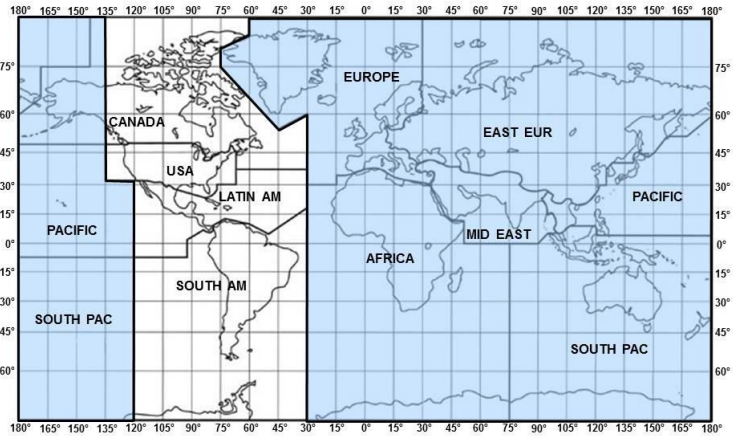 180° 165° 150° 135° 120° 105° 90° 75° 60° 45° 30° 15° 0° 15° 30° 45° 60° 75° 90° 105° 120° 135° 150° 165° 180°
75° 75°
EUROPE
60° 60°
CANADA
EAST EUR
45° 45°
USA
30° 30°
LATIN AM
PACIFIC
15° 15°
PACIFIC
MID EAST
0° 0°
AFRICA
15° 15°
SOUTH AM
30° 30°
SOUTH PAC
45° 45°
SOUTH PAC
60° 60°
180° 165° 150° 135° 120° 105° 90° 75° 60° 45° 30° 15° 0° 15° 30° 45° 60° 75° 90° 105° 120° 135° 150° 165° 180°